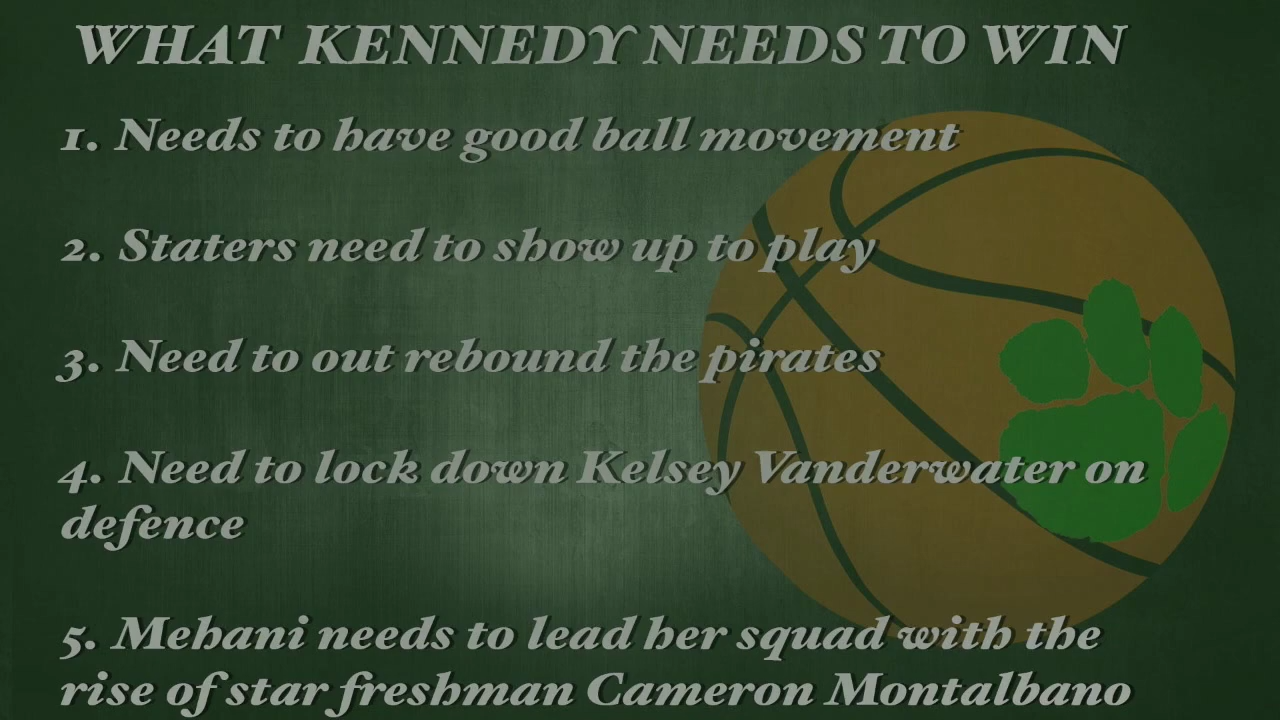 WHAT KENNEDY NEEDS TO WIN
1. Needs to have good ball movement
2. Staters need to show up to play
3. Need to out rebound the pirates
4. Need to lock down Kelsey Vanderwater on
defence
5. Mehani needs to lead her squad with the
rise of star freshman Cameron Montalbano